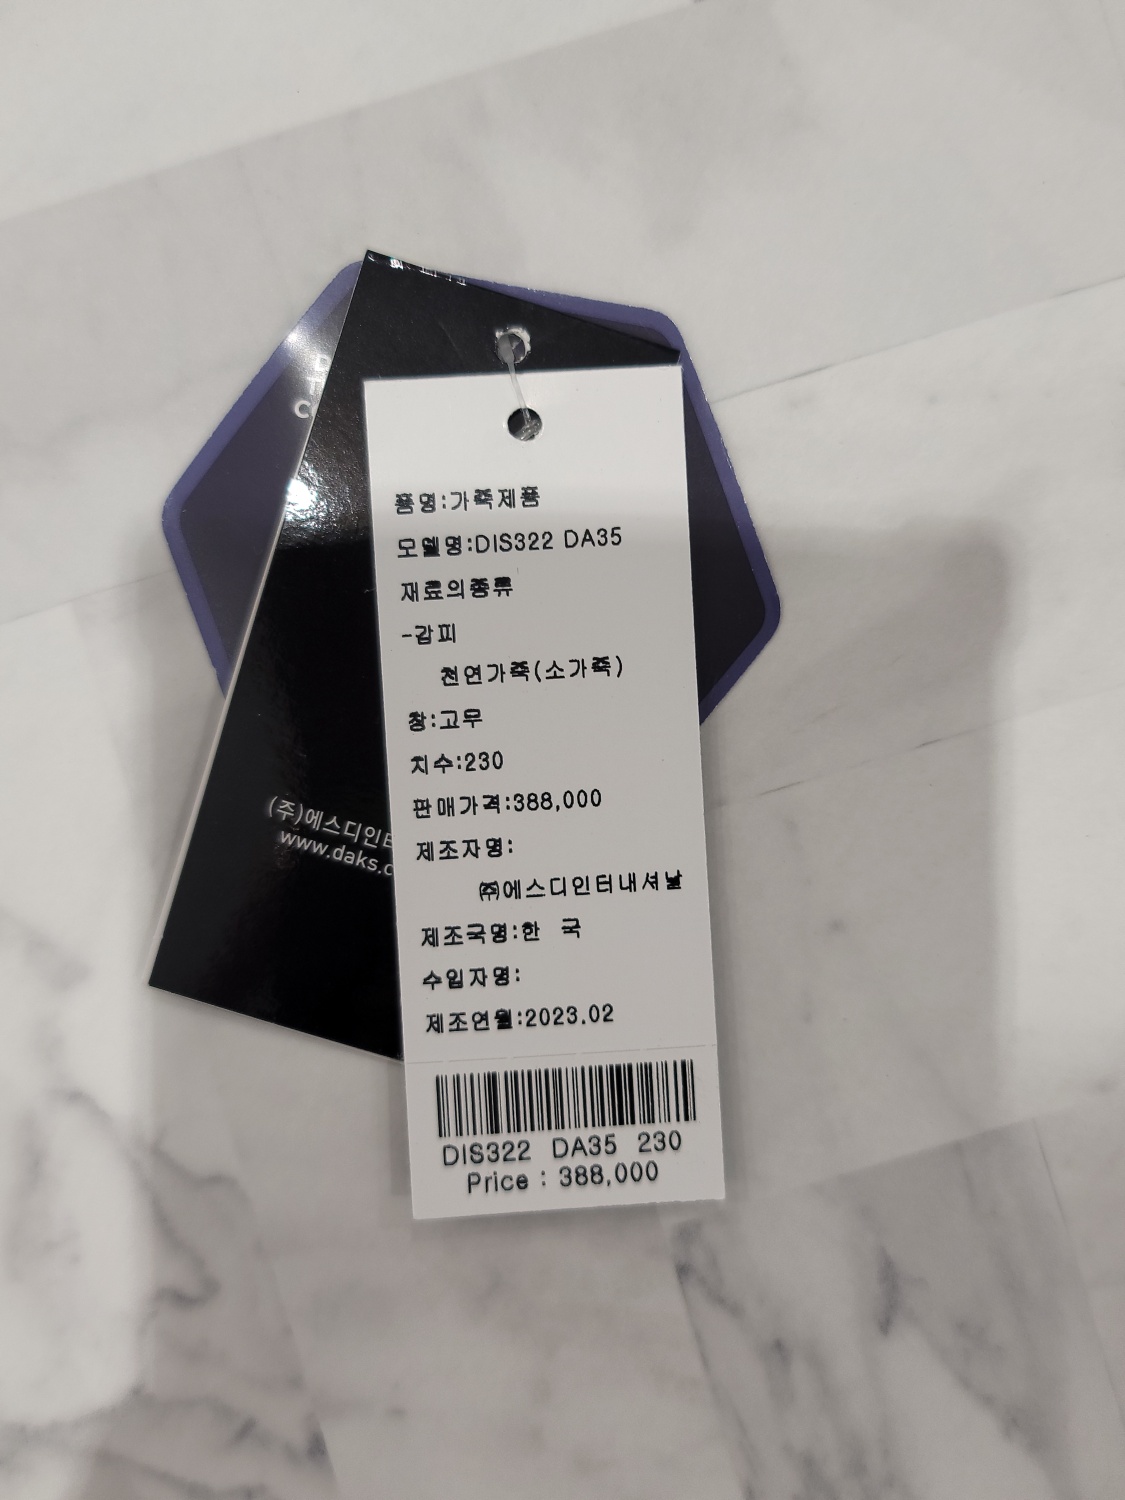 품명:가죽제품
모델명:DIS322 DA35
재료의종류
-갑피
천연가죽(소가죽)
창:고무
치수:230
판매가격:388,000
제조자명:
㈜에스디인터내셔날
제조국명:한 국
수입자명:
제조연월:2023.02
DIS322 DA35 230
Price : 388,000
(주)에스디인터
www.daks.c